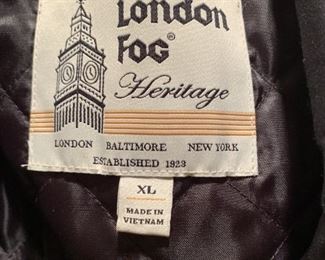 London
FOG®
Heritage
LONDON BALTIMORE NEW YORK
ESTABLISHED 1923
XL
MADE IN
VIETNAM